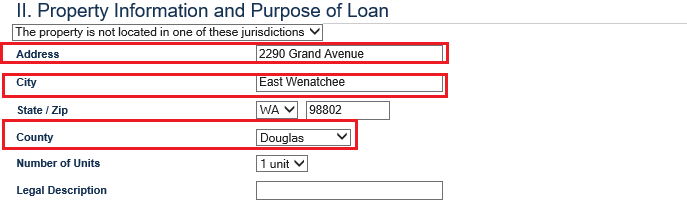 II. Property Information and Purpose of Loan
The property is not located in one of these jurisdictions
Address 2290 Grand Avenue
City East Wenatchee
State / Zip WA 98802
County Douglas
Number of Units 1 unit
Legal Description